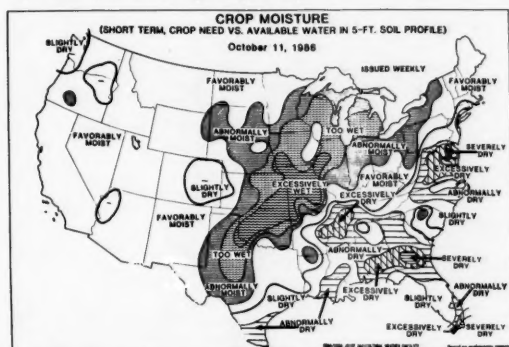 CROP MOISTURE
(SHORT TERM, CROP NEED VS. AVAILABLE WATER IN 5-FT. SOIL PROFILE)
October 11, 1986
SLIGHTLY
DRY
ISSUED WEEKLY
FAVORABLY
MOIST
FAVORABLY
MOIST
FAVORABLY
MOIST
ABNORMALLY
MOIST
TOO WET
ABNORMALLY
MOIST
SEVERELY
DRY
EXCESSIVELY
DRY
ABNORMALLY
DRY
FAVORABLY
MOIST
SLIGHTLY
DRY
EXCESSIVELY
WET
EXCESSIVELY
DRY
FAVORABLY
MOIST
SLIGHTLY
DRY
TOO WET
ABNORMALLY
DRY
SEVERELY
DRY
ABNORMALLY
MOIST
EXCESSIVELY
DRY
SLIGHTLY
DRY
SLIGHTLY
DRY
ABNORMALLY
DRY
ABNORMALLY
DRY
EXCESSIVELY
DRY
SEVERELY
DRY